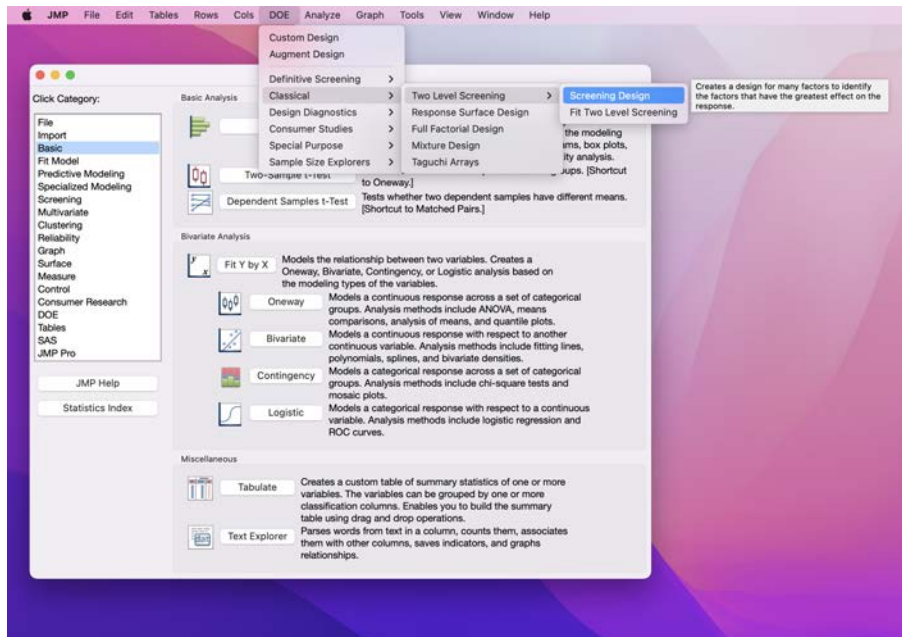 JMP File Edit Tables Rows Cols DOE Analyze Graph Tools View Window Help
Custom Design
Augment Design
Definitive Screening >
Classical >
Design Diagnostics >
Consumer Studies >
Special Purpose >
Sample Size Explorers >
Two Level Screening >
Response Surface Design
Full Factorial Design
Mixture Design
Taguchi Arrays
Screening Design
Fit Two Level Screening
Creates a design for many factors to identify
the factors that have the greatest effect on the
response.
Click Category:
File
Import
Basic
Fit Model
Predictive Modeling
Specialized Modeling
Screening
Multivariate
Clustering
Reliability
Graph
Surface
Measure
Control
Consumer Research
DOE
Tables
SAS
JMP Pro
JMP Help
Statistics Index
Basic Analysis
the modeling
box plots,
analysis.
[Shortcut
Two-Sample t-Test
to Oneway.]
Dependent Samples t-Test
Tests whether two dependent samples have different means.
[Shortcut to Matched Pairs.]
Bivariate Analysis
y x
Fit Y by X
Models the relationship between two variables. Creates a
Oneway, Bivariate, Contingency, or Logistic analysis based on
the modeling types of the variables.
Oneway
Models a continuous response across a set of categorical
groups. Analysis methods include ANOVA, means
comparisons, analysis of means, and quantile plots.
Bivariate
Models a continuous response with respect to another
continuous variable. Analysis methods include fitting lines,
polynomials, splines, and bivariate densities.
Contingency
Models a categorical response across a set of categorical
groups. Analysis methods include chi-square tests and
mosaic plots.
Logistic
Models a categorical response with respect to a continuous
variable. Analysis methods include logistic regression and
ROC curves.
Miscellaneous
Tabulate
Creates a custom table of summary statistics of one or more
variables. The variables can be grouped by one or more
classification columns. Enables you to build the summary
table using drag and drop operations.
Text Explorer
Parses words from text in a column, counts them, associates
them with other columns, saves indicators, and graphs
relationships.